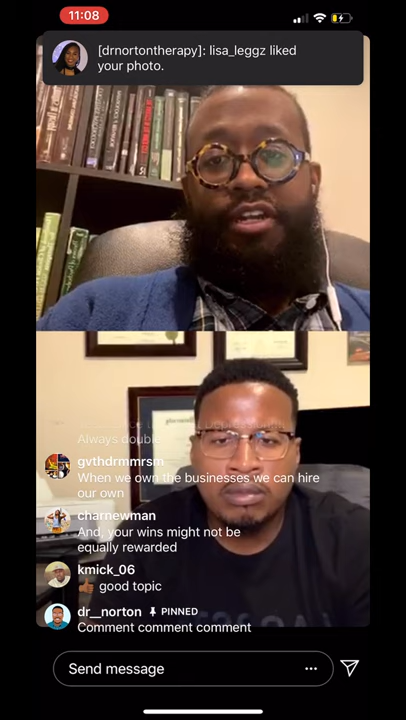 11:08
[drnortontherapy]: lisa_leggz liked
your photo.
Always double
gvthdrmmrsm
When we own the businesses we can hire
our own
charnewman
And, your wins might not be
equally rewarded
kmick_06
👍🏾 good topic
dr__norton PINNED
Comment comment comment
Send message